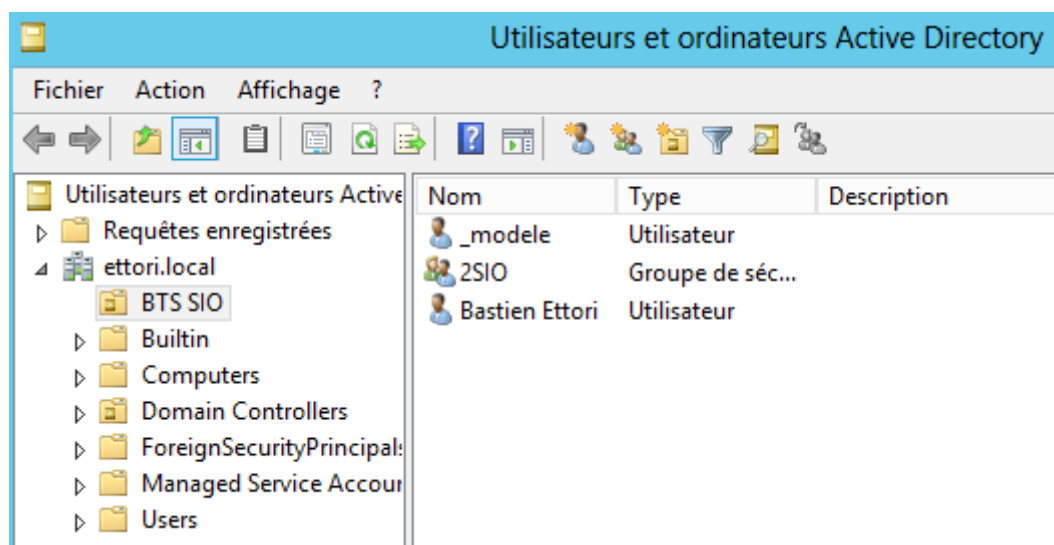 Utilisateurs et ordinateurs Active Directory
Fichier Action Affichage ?
Utilisateurs et ordinateurs Active
Requêtes enregistrées
ettori.local
BTS SIO
Builtin
Computers
Domain Controllers
ForeignSecurityPrincipals
Managed Service Accour
Users
Nom Type Description
_modele Utilisateur
2SIO Groupe de séc...
Bastien Ettori Utilisateur